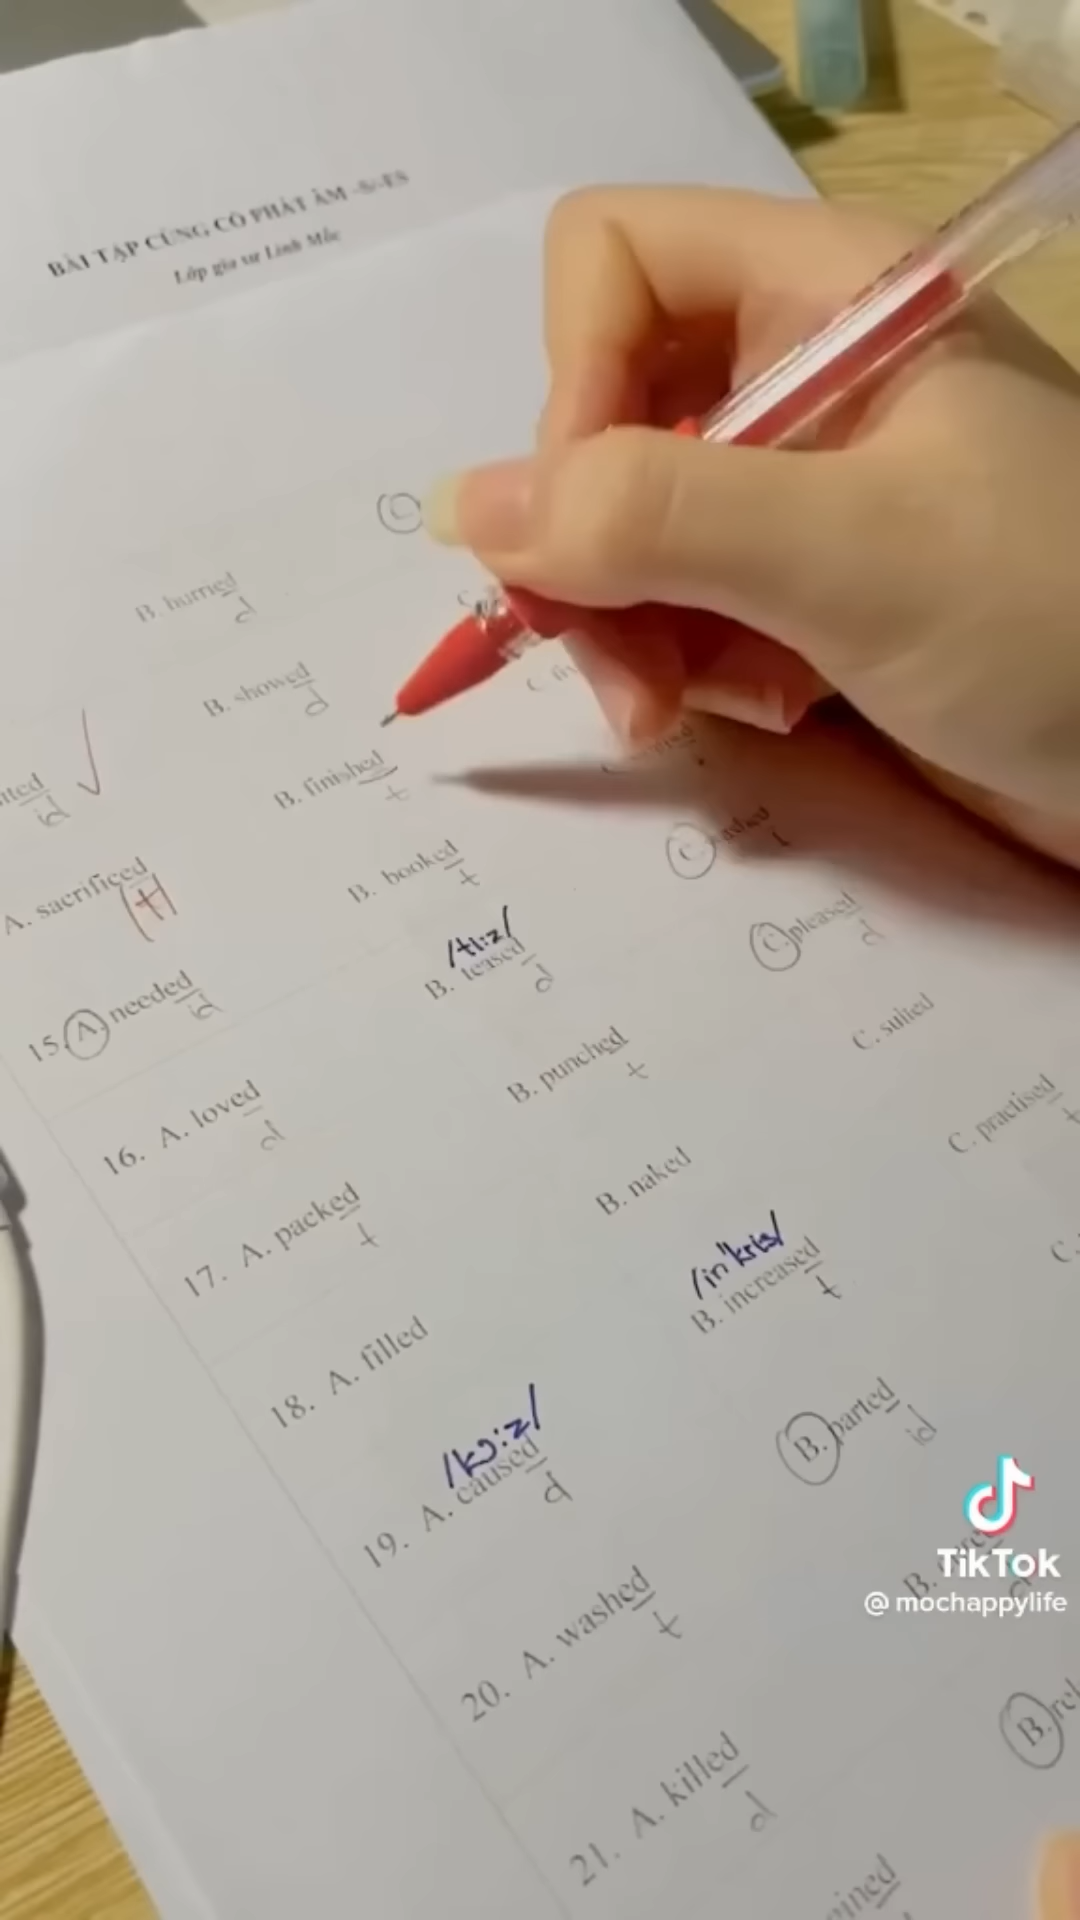 BÀI TẬP CỦNG CỐ PHÁT ÂM -S/-ES
Lớp gia sư Linh Mốc
B. hurried
d
B. showed
d
id
B. finished
t
A. sacrificed
/t/
B. booked
t
C
15. A. needed
id
/ti:z/
B. teased
d
C. pleased
d
16. A. loved
d
B. punched
t
C. suited
17. A. packed
t
B. naked
C. practised
t
18. A. filled
/in'kris/
B. increased
t
C.
19. A. caused
/kɔ:z/
d
B. parted
id
20. A. washed
t
B.
21. A. killed
d
B.
TikTok
@mochappylife